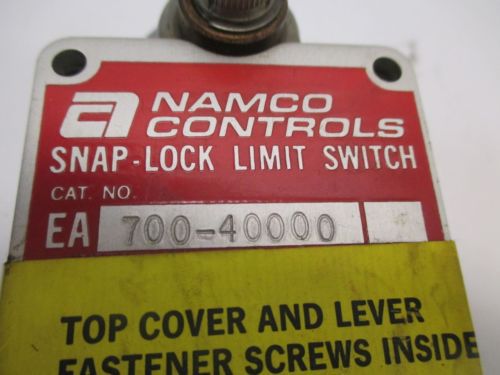 NAMCO
CONTROLS
SNAP-LOCK LIMIT SWITCH
CAT. NO.
EA 700-40000
TOP COVER AND LEVER
FASTENER SCREWS INSIDE